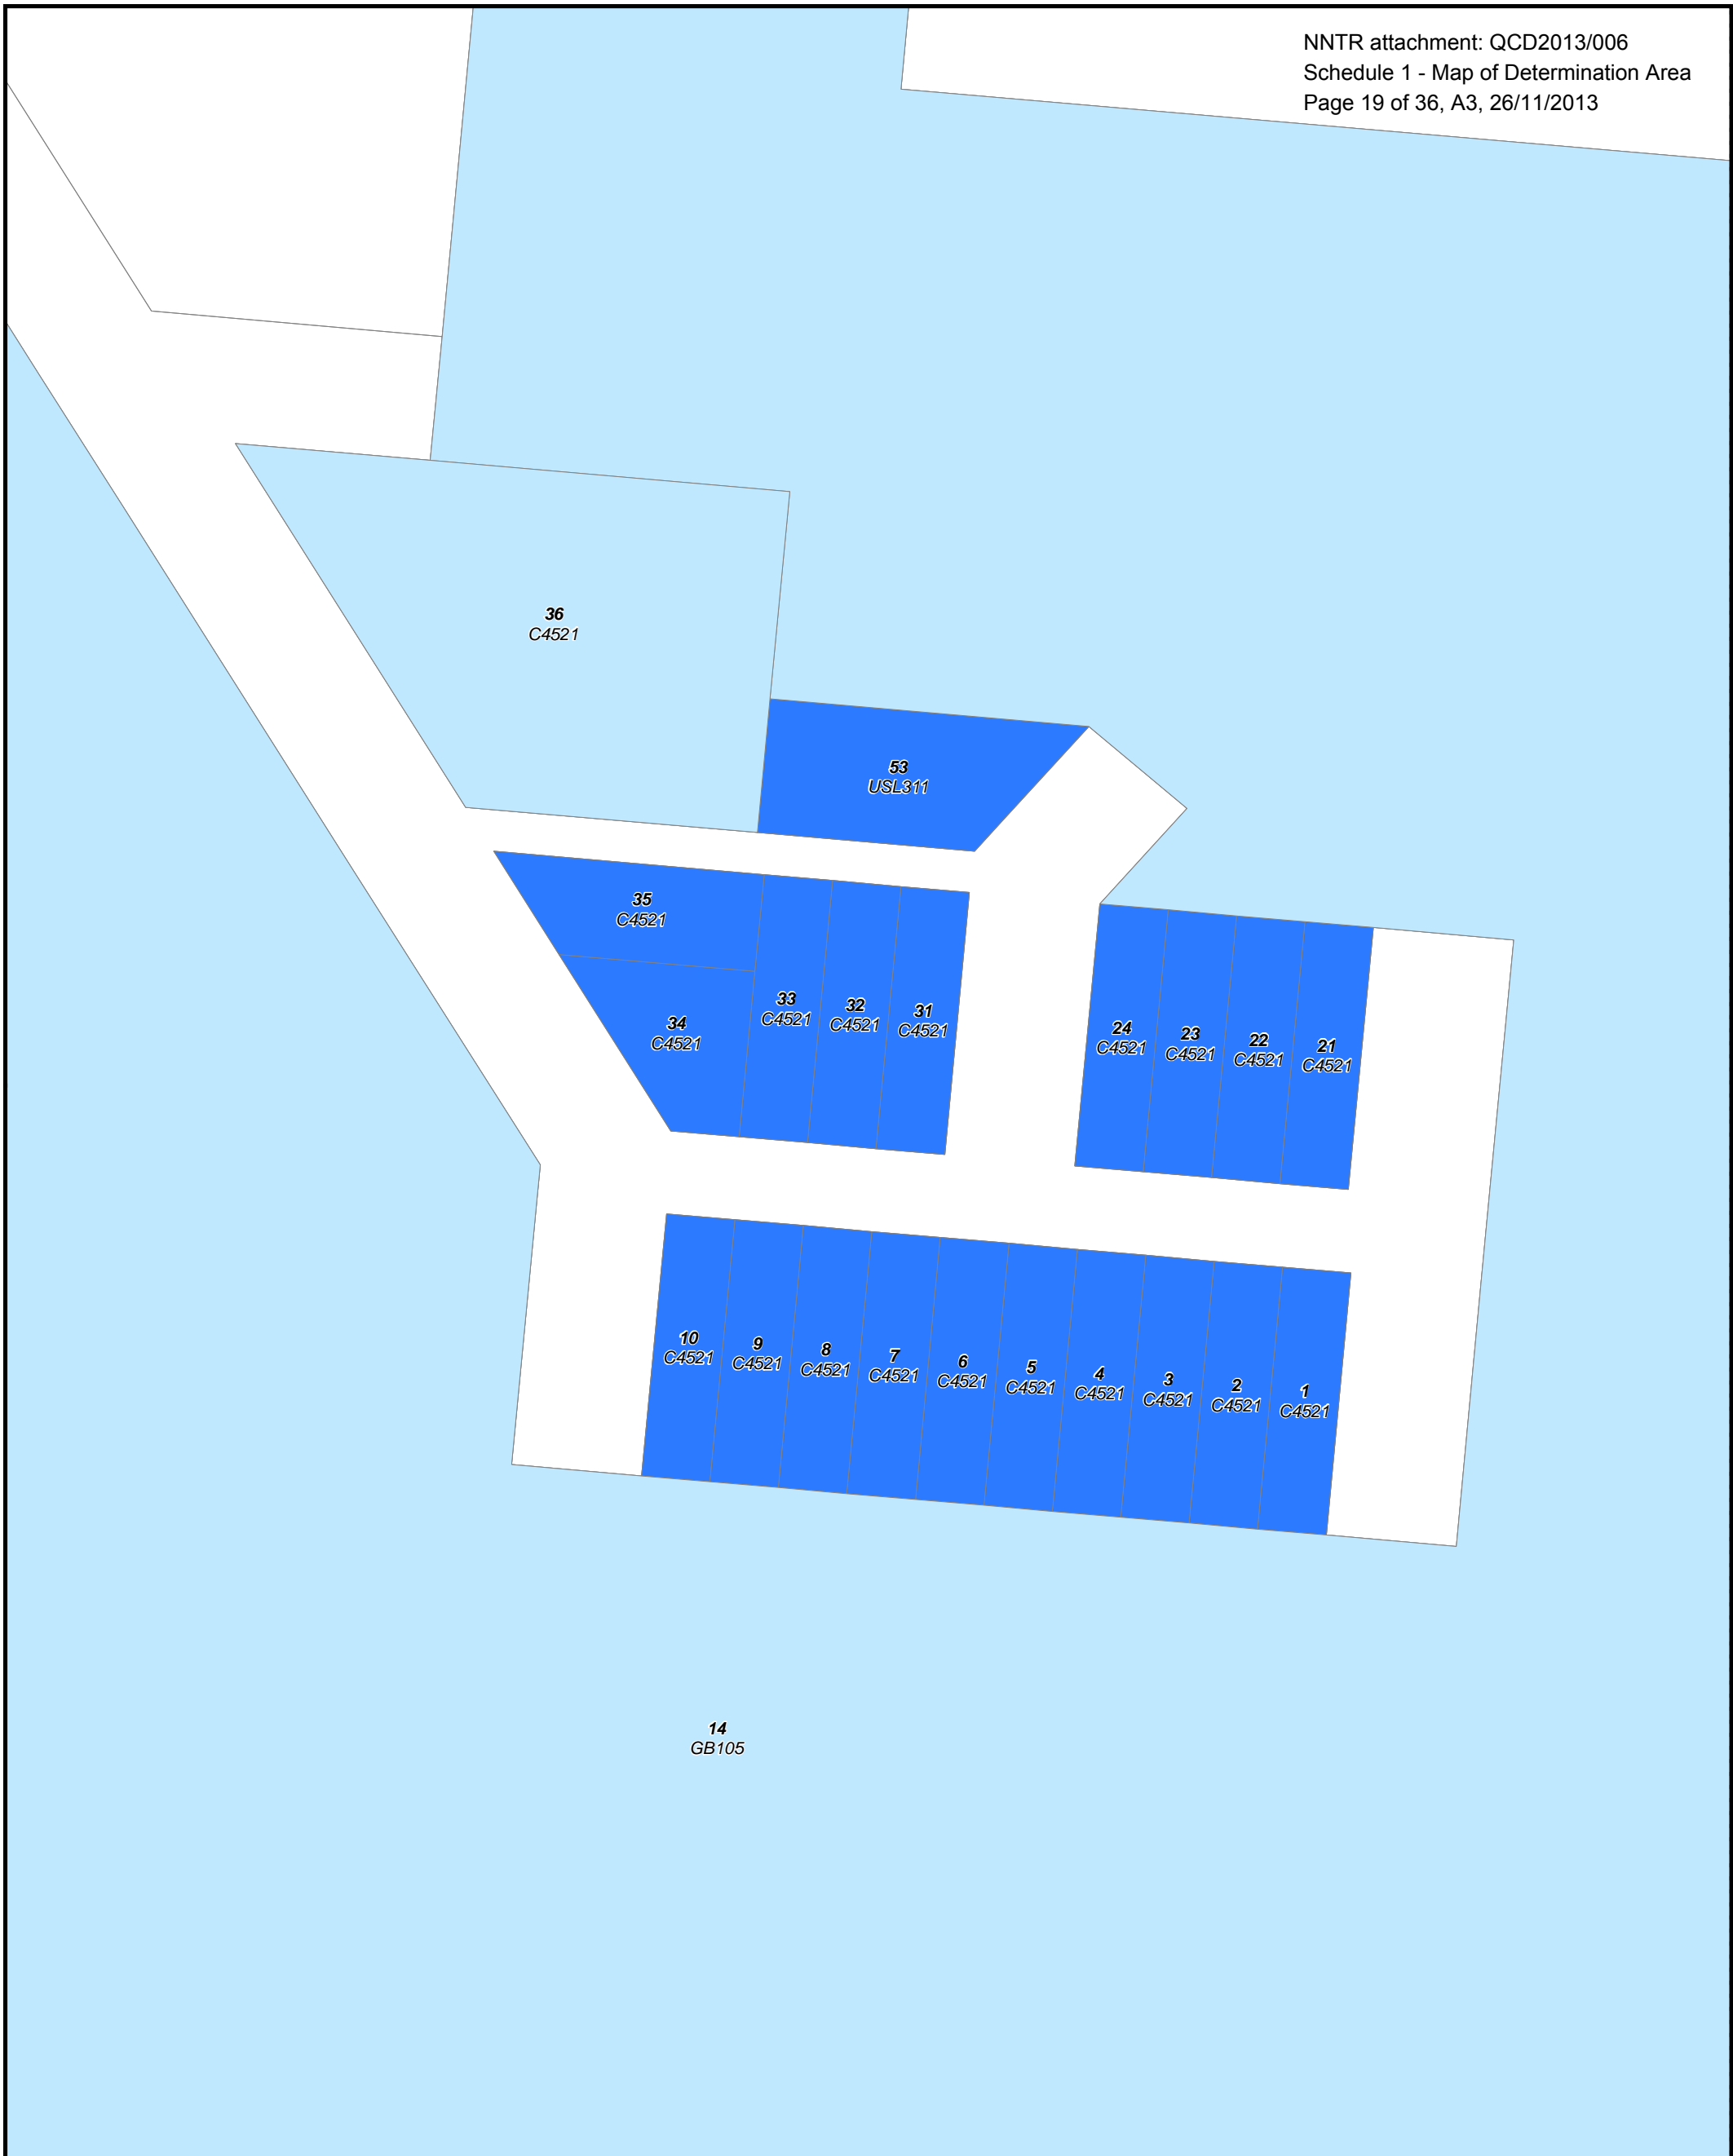 NNTR attachment: QCD2013/006
Schedule 1 - Map of Determination Area
Page 19 of 36, A3, 26/11/2013
36
C4521
53
USL311
35
C4521
34
C4521
33
C4521
32
C4521
31
C4521
24
C4521
23
C4521
22
C4521
21
C4521
10
C4521
9
C4521
8
C4521
7
C4521
6
C4521
5
C4521
4
C4521
3
C4521
2
C4521
1
C4521
14
GB105